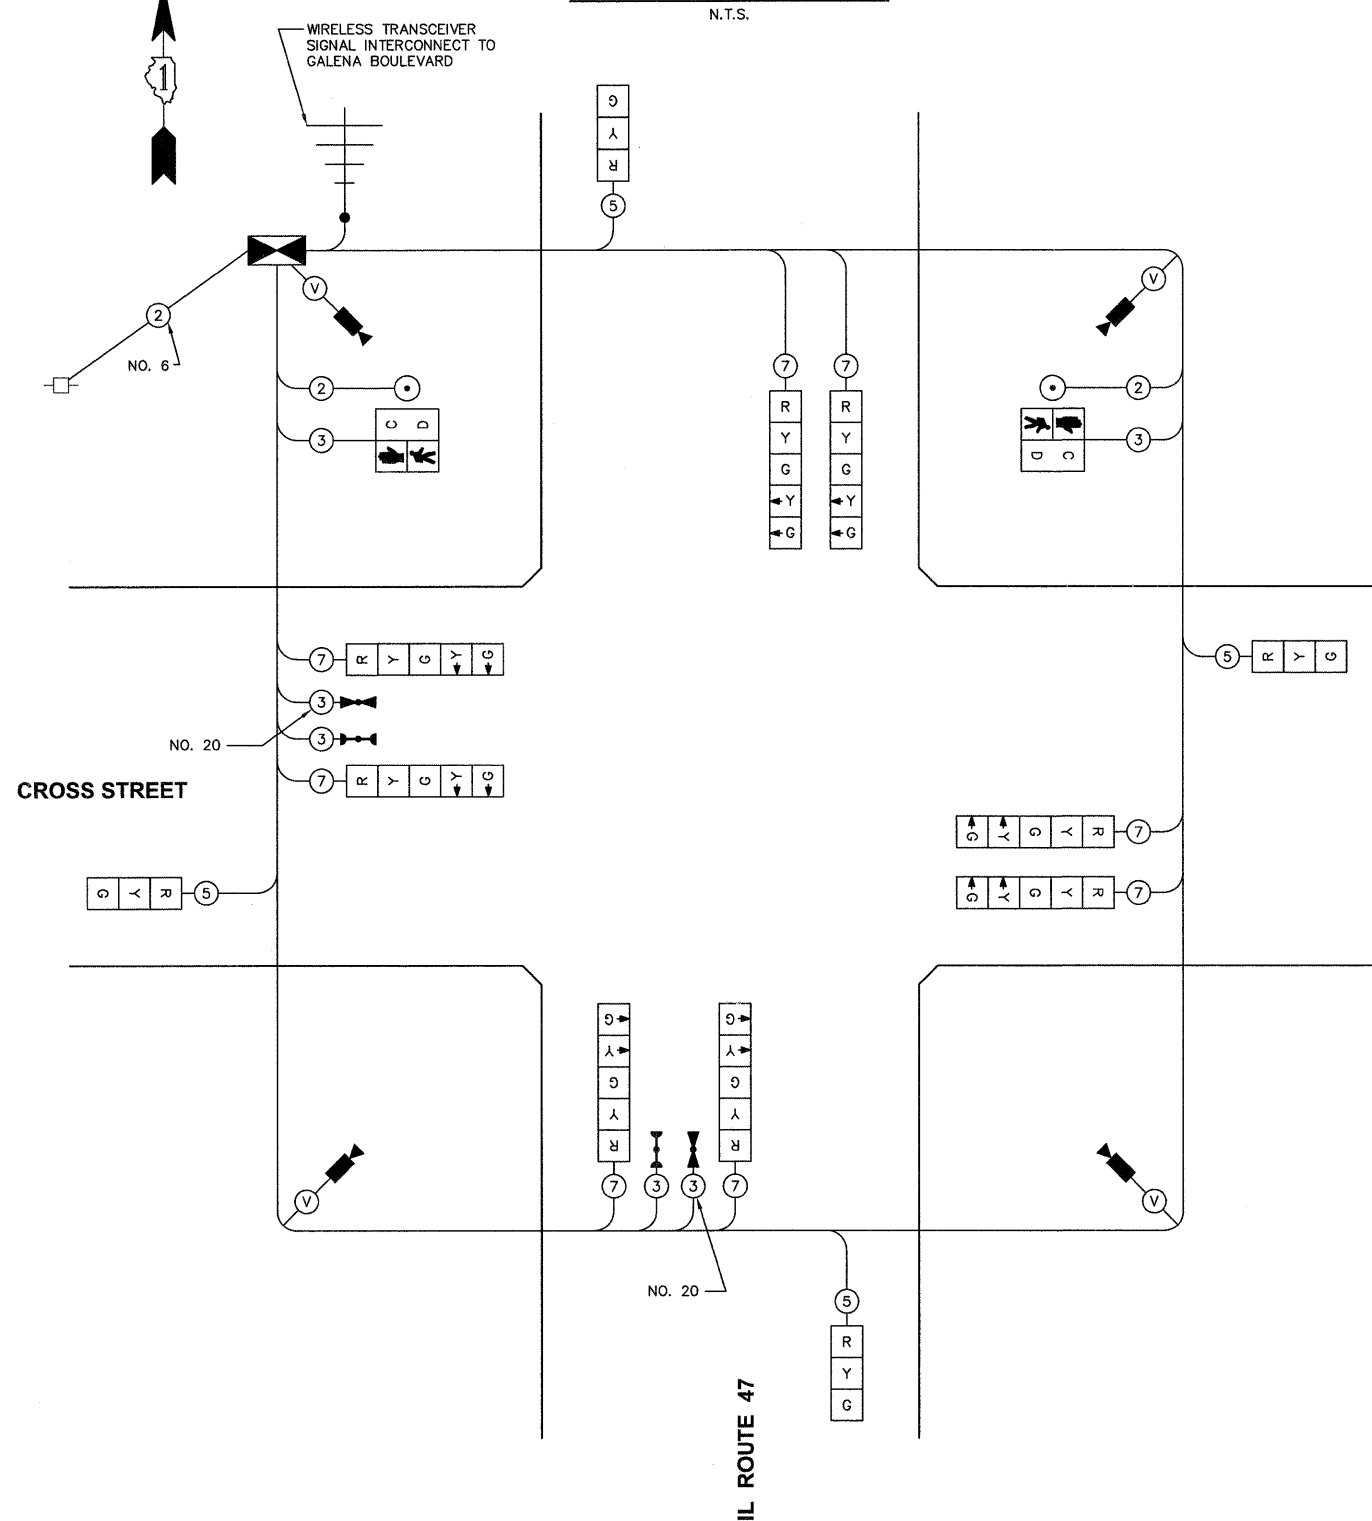 N.T.S.
WIRELESS TRANSCEIVER
SIGNAL INTERCONNECT TO
GALENA BOULEVARD
1
G
Y
R
5
V
V
2
NO. 6
7
7
2
2
C D
3
3
D C
R
Y
G
Y
G
R
Y
G
Y
G
7 R Y G Y G
5 R Y G
3
NO. 20
3
7 R Y G Y G
CROSS STREET
G Y G Y R 7
G Y R 5
G Y G Y R 7
G
Y
G
Y
R
7
3
3
G
Y
G
Y
R
7
V
V
NO. 20
5
R
Y
G
IL ROUTE 47